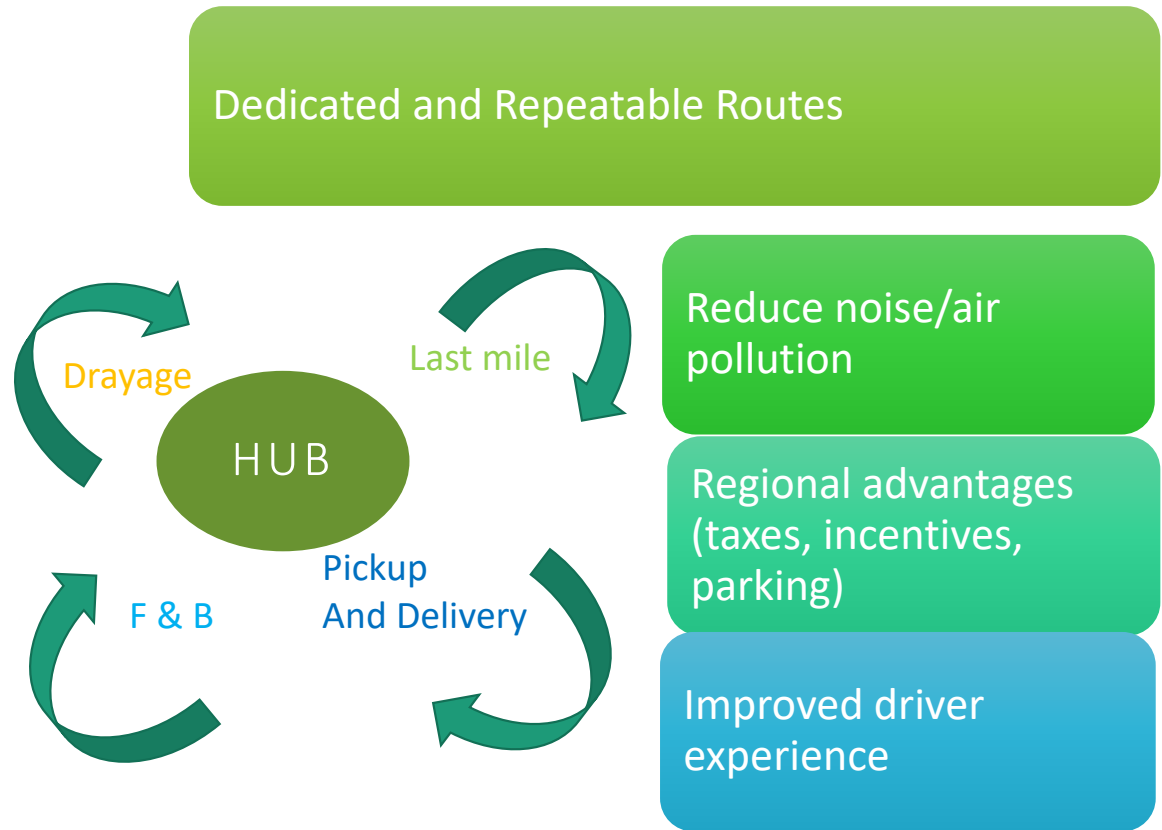 Dedicated and Repeatable Routes
Drayage
Last mile
HUB
F & B
Pickup
And Delivery
Reduce noise/air
pollution
Regional advantages
(taxes, incentives,
parking)
Improved driver
experience